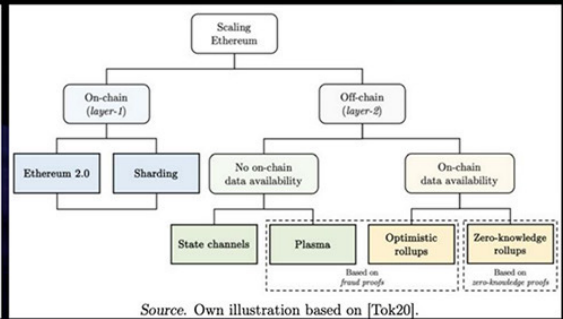 Scaling
Ethereum
On-chain
(layer-1)
Off-chain
(layer-2)
Ethereum 2.0
Sharding
No on-chain
data availability
On-chain
data availability
State channels
Plasma
Optimistic
rollups
Zero-knowledge
rollups
Based on
fraud proofs
Based on
zero-knowledge proofs
Source. Own illustration based on [Tok20].